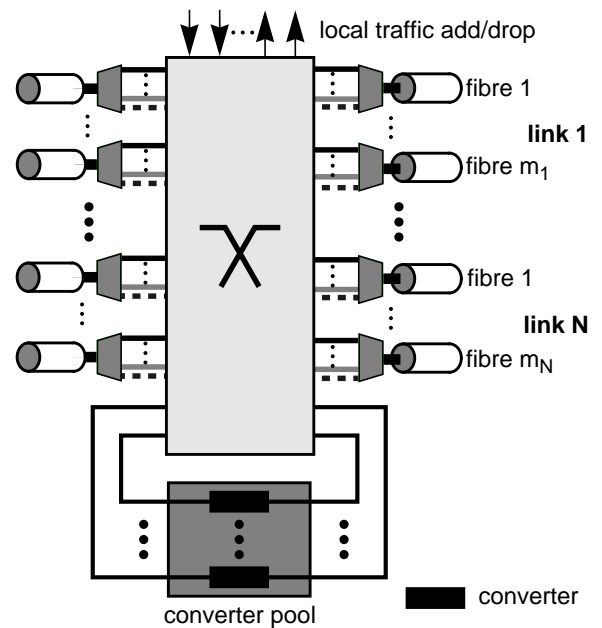 local traffic add/drop
fibre 1
link 1
fibre m1
fibre 1
link N
fibre mN
converter
converter pool